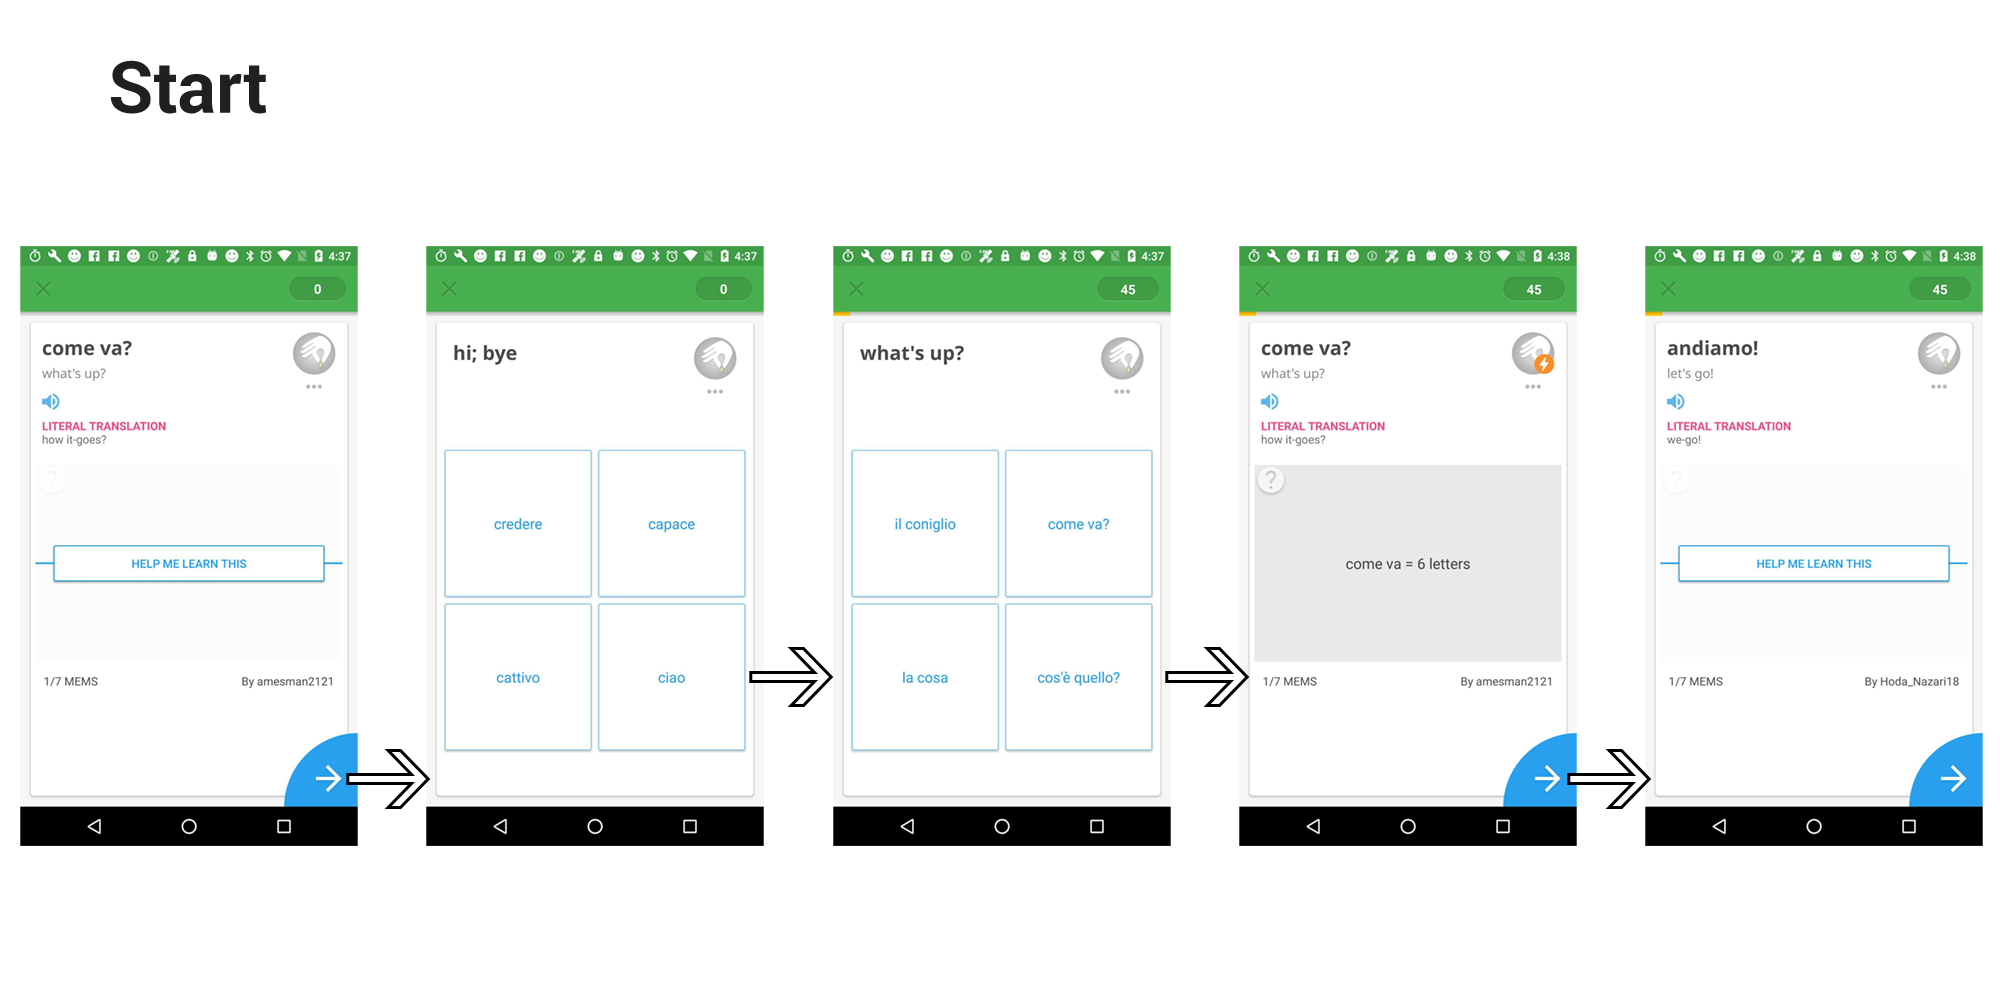 Start
4:37
0
come va?
what's up?
LITERAL TRANSLATION
how it-goes?
?
HELP ME LEARN THIS
1/7 MEMS By amesman2121
4:37
0
hi; bye
credere capace
cattivo ciao
4:37
45
what's up?
il coniglio come va?
la cosa cos'è quello?
4:38
45
come va?
what's up?
LITERAL TRANSLATION
how it-goes?
?
come va = 6 letters
1/7 MEMS By amesman2121
4:38
45
andiamo!
let's go!
LITERAL TRANSLATION
we-go!
?
HELP ME LEARN THIS
1/7 MEMS By Hoda_Nazari18